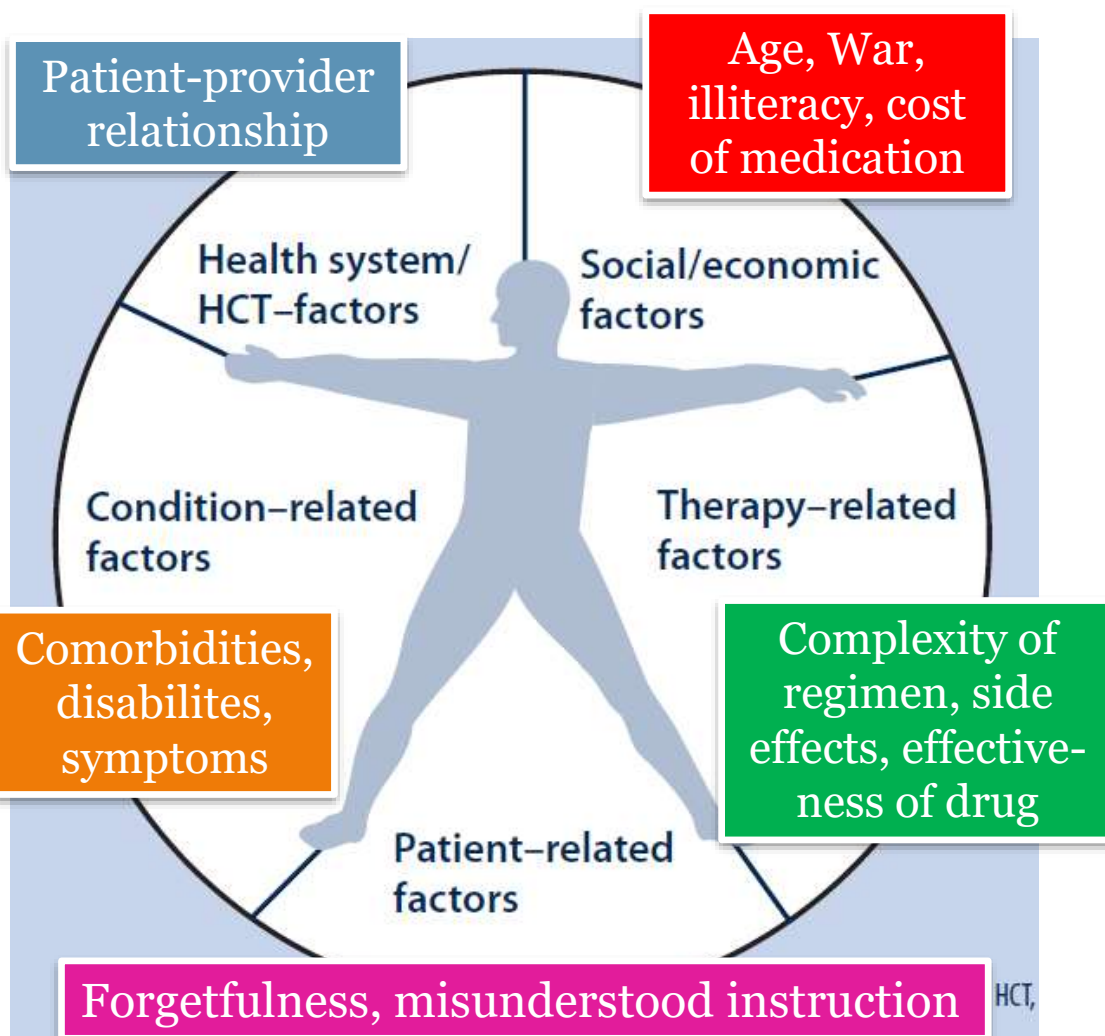 Patient-provider
relationship
Age, War,
illiteracy, cost
of medication
Health system/
HCT–factors
Social/economic
factors
Condition–related
factors
Therapy–related
factors
Comorbidities,
disabilites,
symptoms
Complexity of
regimen, side
effects, effective-
ness of drug
Patient–related
factors
Forgetfulness, misunderstood instruction
HCT,